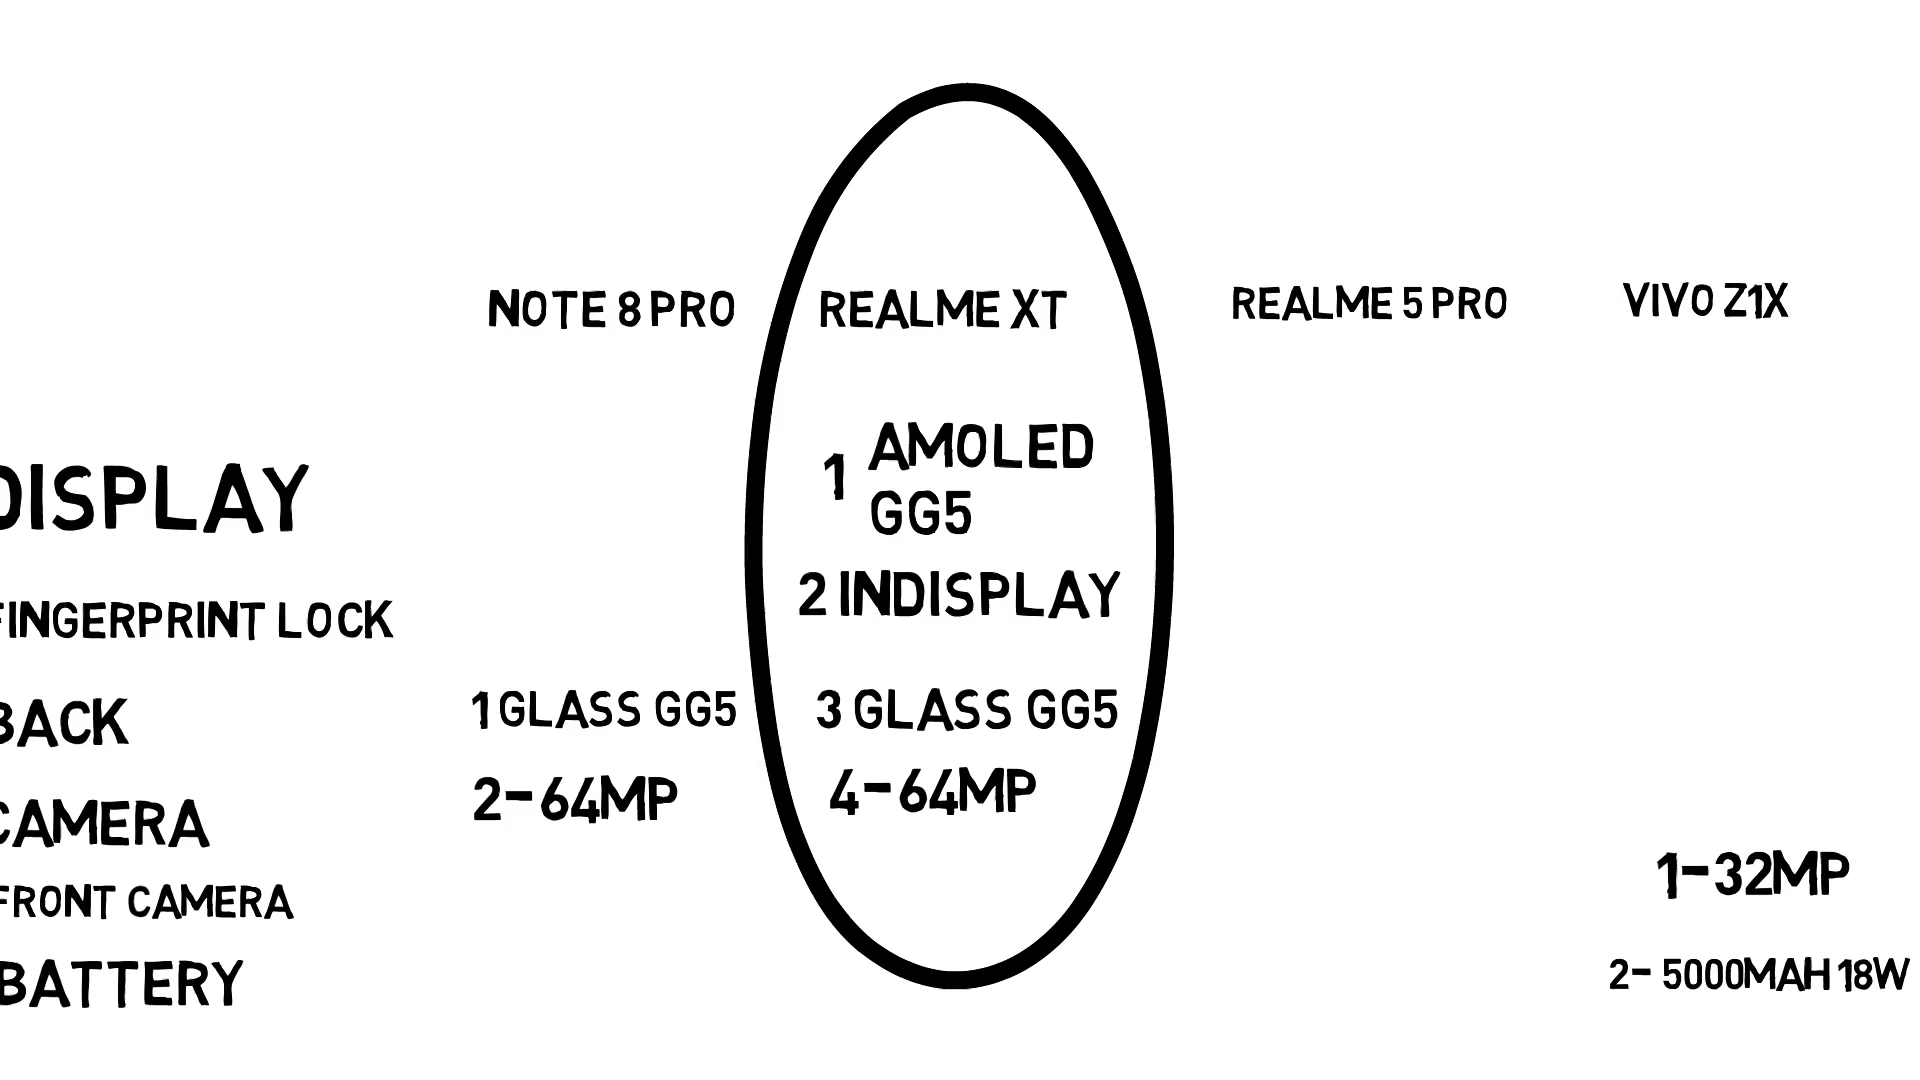 NOTE 8 PRO REALME XT REALME 5 PRO VIVO Z1X
1 AMOLED
GG5
DISPLAY
2 INDISPLAY
FINGERPRINT LOCK
BACK 1 GLASS GG5 3 GLASS GG5
CAMERA 2-64MP 4-64MP
FRONT CAMERA 1-32MP
BATTERY 2- 5000MAH 18W